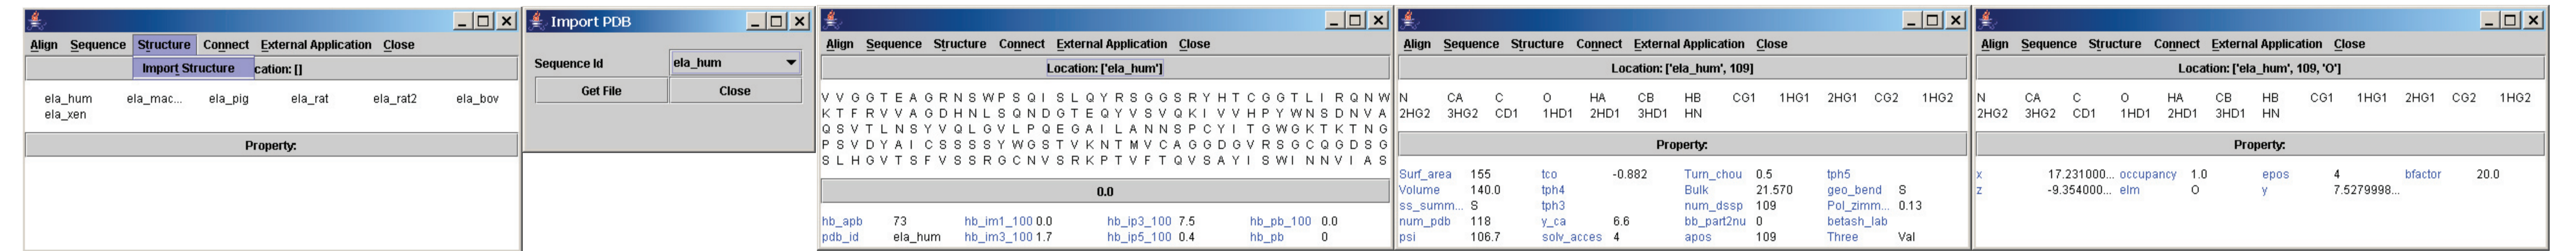 Align Sequence Structure Connect External Application Close
Import Structure cation: []
ela_hum ela_mac... ela_pig ela_rat ela_rat2 ela_bov
ela_xen
Property:
Import PDB
Sequence Id ela_hum
Get File Close
Align Sequence Structure Connect External Application Close
Location: ['ela_hum']
V V G G T E A G R N S W P S Q I S L Q Y R S G G S R Y H T C G G T L I R Q N W
K T F R V V A G D H N L S Q N D G T E Q Y V S V Q K I V V H P Y W N S D N V A
Q S V T L N S Y V Q L G V L P Q E G A I L A N N S P C Y I T G W G K T K T N G
P S V D Y A I C S S S S Y W G S T V K N T M V C A G G D G V R S G C Q G D S G
S L H G V T S F V S S R G C N V S R K P T V F T Q V S A Y I S W I N N V I A S
0.0
hb_apb 73 hb_im1_100 0.0 hb_ip3_100 7.5 hb_pb_100 0.0
pdb_id ela_hum hb_im3_100 1.7 hb_ip5_100 0.4 hb_pb 0
Align Sequence Structure Connect External Application Close
Location: ['ela_hum', 109]
N CA C O HA CB HB CG1 1HG1 2HG1 CG2 1HG2
2HG2 3HG2 CD1 1HD1 2HD1 3HD1 HN
Property:
Surf_area 155 tco -0.882 Turn_chou 0.5 tph5
Volume 140.0 tph4 Bulk 21.570 geo_bend S
ss_summ... S tph3 num_dssp 109 Pol_zimm... 0.13
num_pdb 118 y_ca 6.6 bb_part2nu 0 betash_lab
psi 106.7 solv_acces 4 apos 109 Three Val
Align Sequence Structure Connect External Application Close
Location: ['ela_hum', 109, 'O']
N CA C O HA CB HB CG1 1HG1 2HG1 CG2 1HG2
2HG2 3HG2 CD1 1HD1 2HD1 3HD1 HN
Property:
x 17.231000... occupancy 1.0 epos 4 bfactor 20.0
z -9.354000... elm O y 7.5279998...